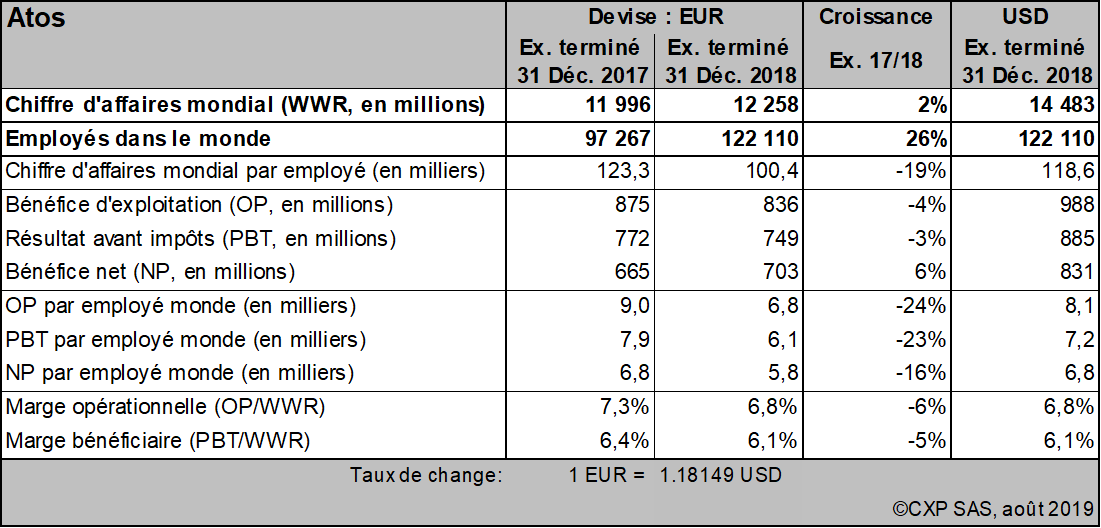 Atos Devise : EUR Croissance USD
Ex. terminé Ex. terminé Ex. 17/18 Ex. terminé
31 Déc. 2017 31 Déc. 2018 31 Déc. 2018
Chiffre d'affaires mondial (WWR, en millions) 11 996 12 258 2% 14 483
Employés dans le monde 97 267 122 110 26% 122 110
Chiffre d'affaires mondial par employé (en milliers) 123,3 100,4 -19% 118,6
Bénéfice d'exploitation (OP, en millions) 875 836 -4% 988
Résultat avant impôts (PBT, en millions) 772 749 -3% 885
Bénéfice net (NP, en millions) 665 703 6% 831
OP par employé monde (en milliers) 9,0 6,8 -24% 8,1
PBT par employé monde (en milliers) 7,9 6,1 -23% 7,2
NP par employé monde (en milliers) 6,8 5,8 -16% 6,8
Marge opérationnelle (OP/WWR) 7,3% 6,8% -6% 6,8%
Marge bénéficiaire (PBT/WWR) 6,4% 6,1% -5% 6,1%
Taux de change: 1 EUR = 1.18149 USD
©CXP SAS, août 2019